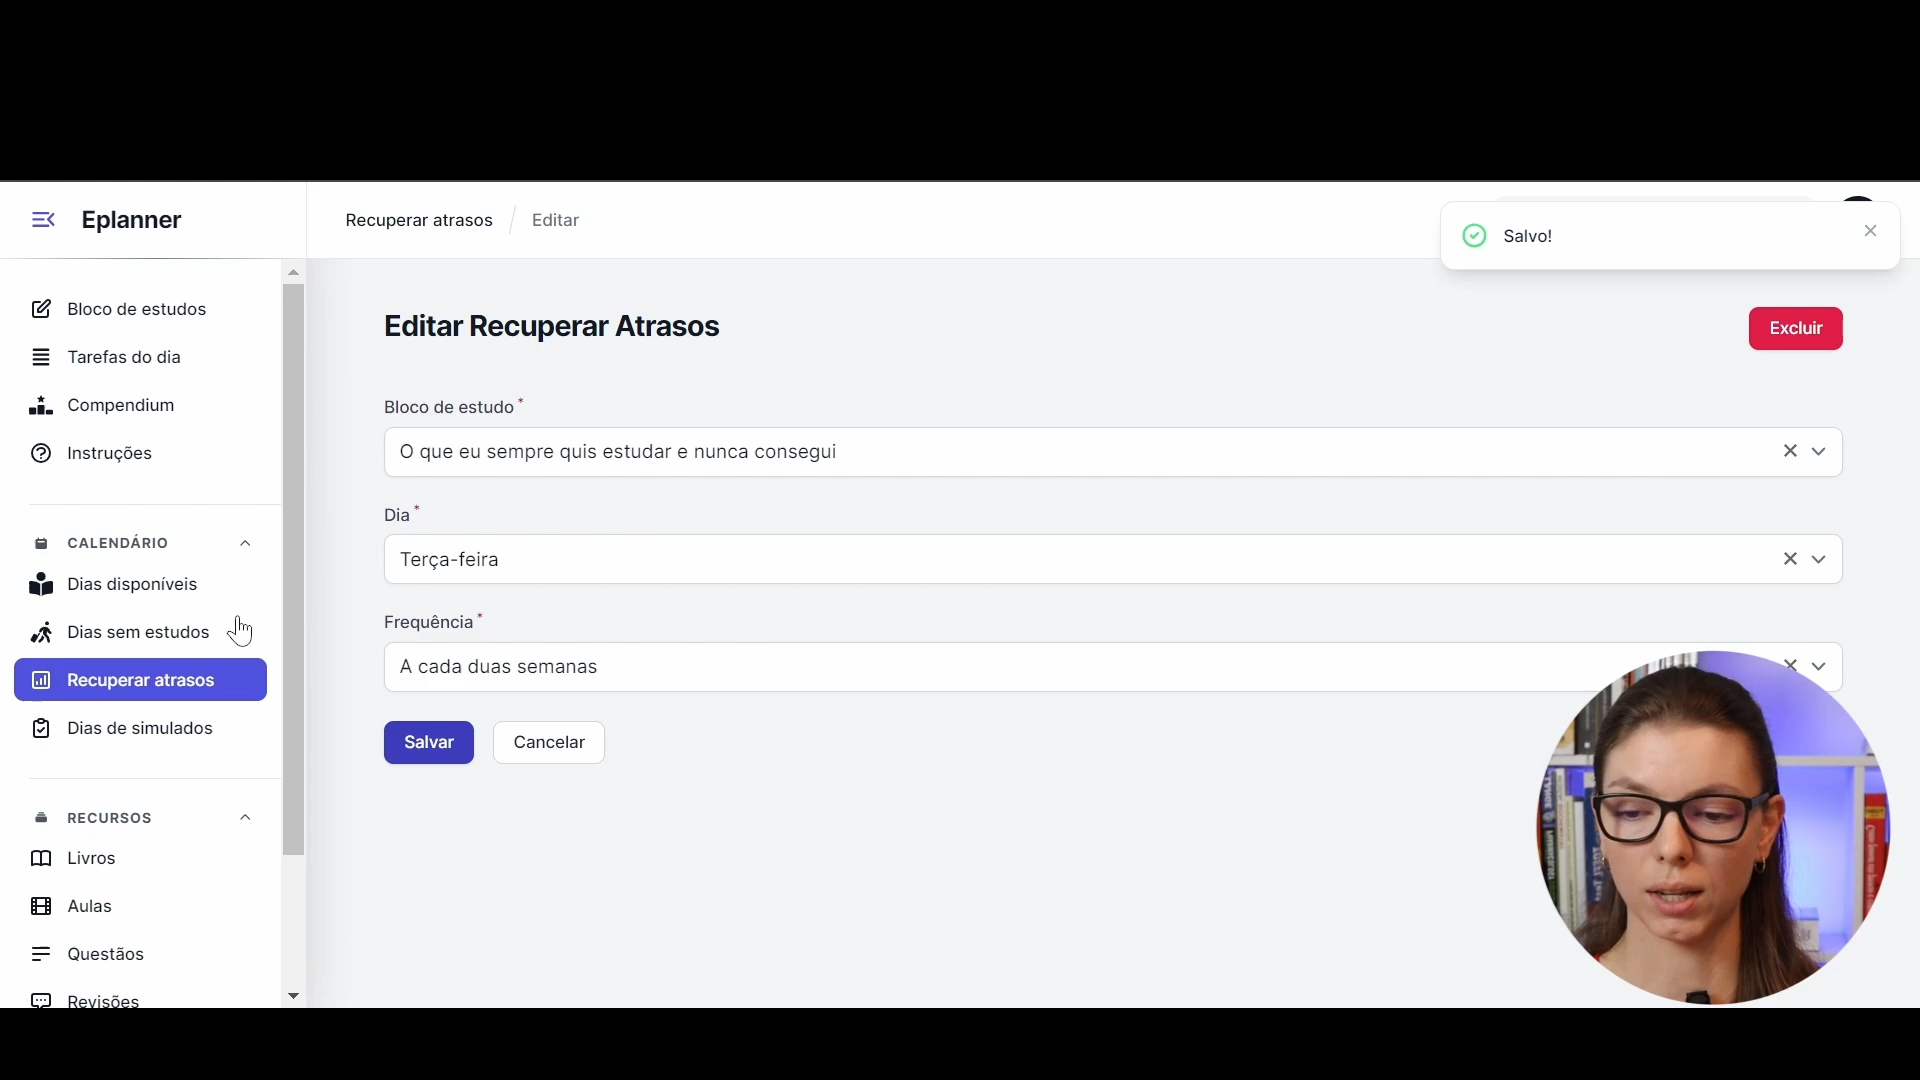 Eplanner
Recuperar atrasos
Editar
Salvo!
Bloco de estudos
Tarefas do dia
Compendium
Instruções
CALENDÁRIO
Dias disponíveis
Dias sem estudos
Recuperar atrasos
Dias de simulados
RECURSOS
Livros
Aulas
Questãos
Revisões
Editar Recuperar Atrasos
Excluir
Bloco de estudo *
O que eu sempre quis estudar e nunca consegui
Dia *
Terça-feira
Frequência *
A cada duas semanas
Salvar
Cancelar